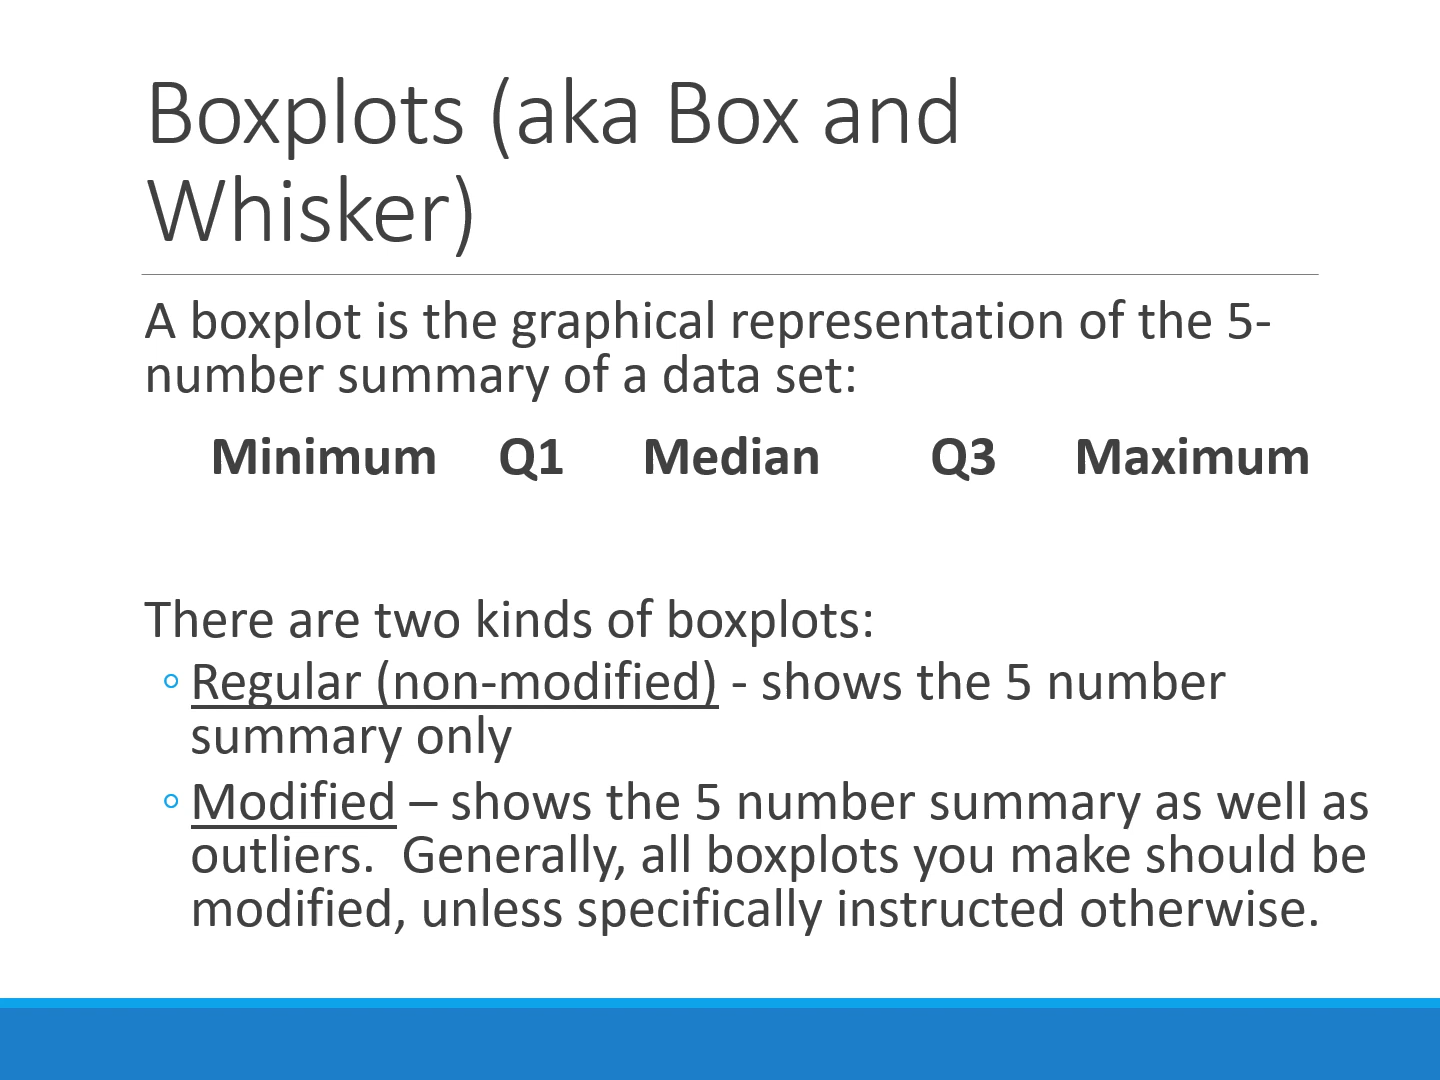 Boxplots (aka Box and
Whisker)
A boxplot is the graphical representation of the 5-
number summary of a data set:
Minimum Q1 Median Q3 Maximum
There are two kinds of boxplots:
◦ Regular (non-modified) - shows the 5 number
summary only
◦ Modified – shows the 5 number summary as well as
outliers. Generally, all boxplots you make should be
modified, unless specifically instructed otherwise.